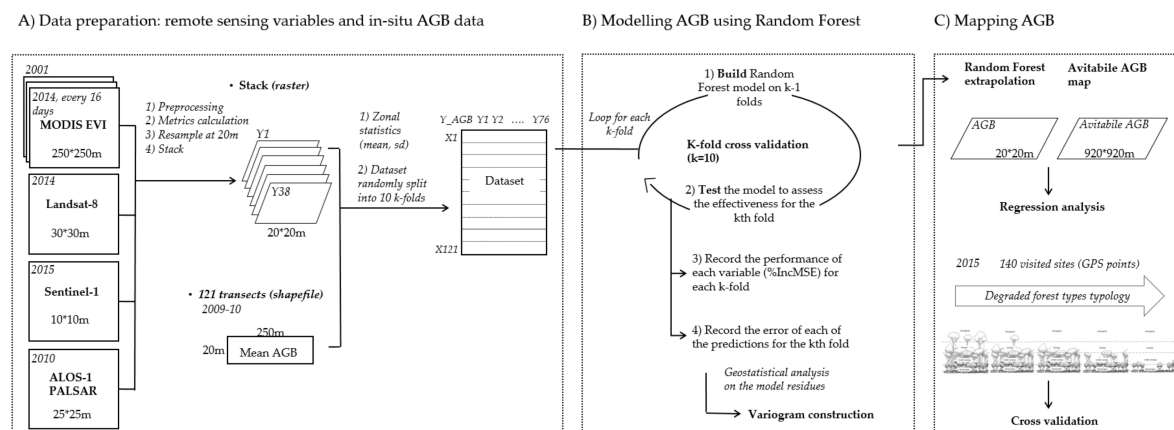 A) Data preparation: remote sensing variables and in-situ AGB data
2001
2014, every 16
days
MODIS EVI
250*250m
2014
Landsat-8
30*30m
2015
Sentinel-1
10*10m
2010
ALOS-1
PALSAR
25*25m
1) Preprocessing
2) Metrics calculation
3) Resample at 20m
4) Stack
• Stack (raster)
Y1
Y38
20*20m
• 121 transects (shapefile)
2009-10
250m
20m
Mean AGB
1) Zonal
statistics
(mean, sd)
2) Dataset
randomly split
into 10 k-folds
Y_AGB Y1 Y2 .... Y76
X1
Dataset
X121
B) Modelling AGB using Random Forest
Loop for each
k-fold
1) Build Random
Forest model on k-1
folds
K-fold cross validation
(k=10)
2) Test the model to assess
the effectiveness for the
kth fold
3) Record the performance of
each variable (%IncMSE) for
each k-fold
4) Record the error of each of
the predictions for the kth fold
Geostatistical analysis
on the model residues
Variogram construction
C) Mapping AGB
Random Forest
extrapolation
Avitabile AGB
map
AGB
20*20m
Avitabile AGB
920*920m
Regression analysis
2015 140 visited sites (GPS points)
Degraded forest types typology
Cross validation